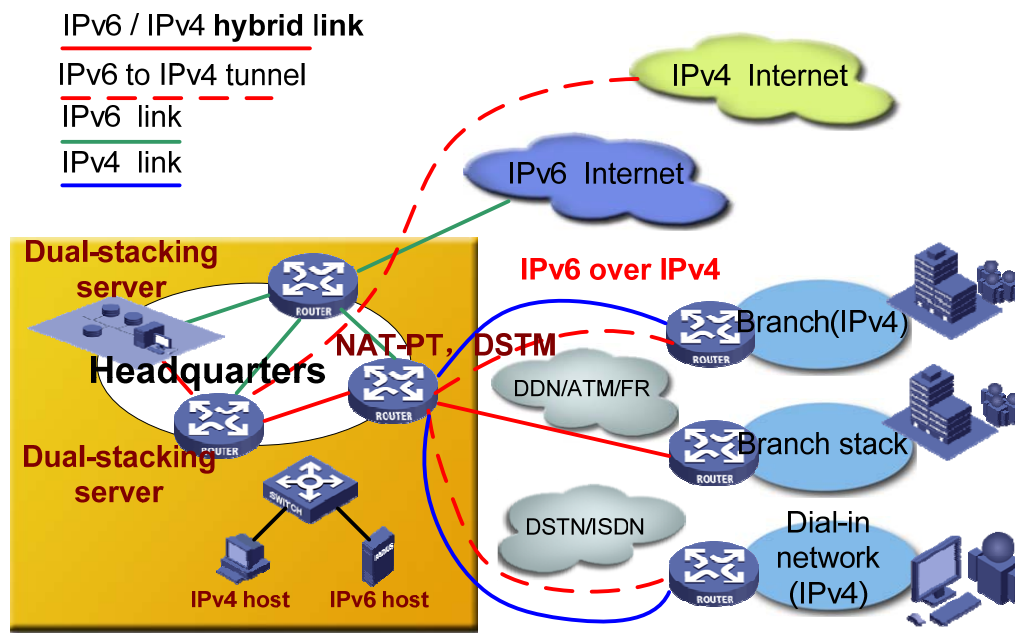 IPv6 / IPv4 hybrid link
IPv6 to IPv4 tunnel
IPv6 link
IPv4 link
IPv4 Internet
IPv6 Internet
Dual-stacking
server
ROUTER
IPv6 over IPv4
NAT-PT，DSTM
Headquarters
ROUTER
ROUTER
Dual-stacking
server
SWITCH
IPv4 host
IPv6 host
ROUTER
Branch(IPv4)
DDN/ATM/FR
ROUTER
Branch stack
DSTN/ISDN
ROUTER
Dial-in
network
(IPv4)